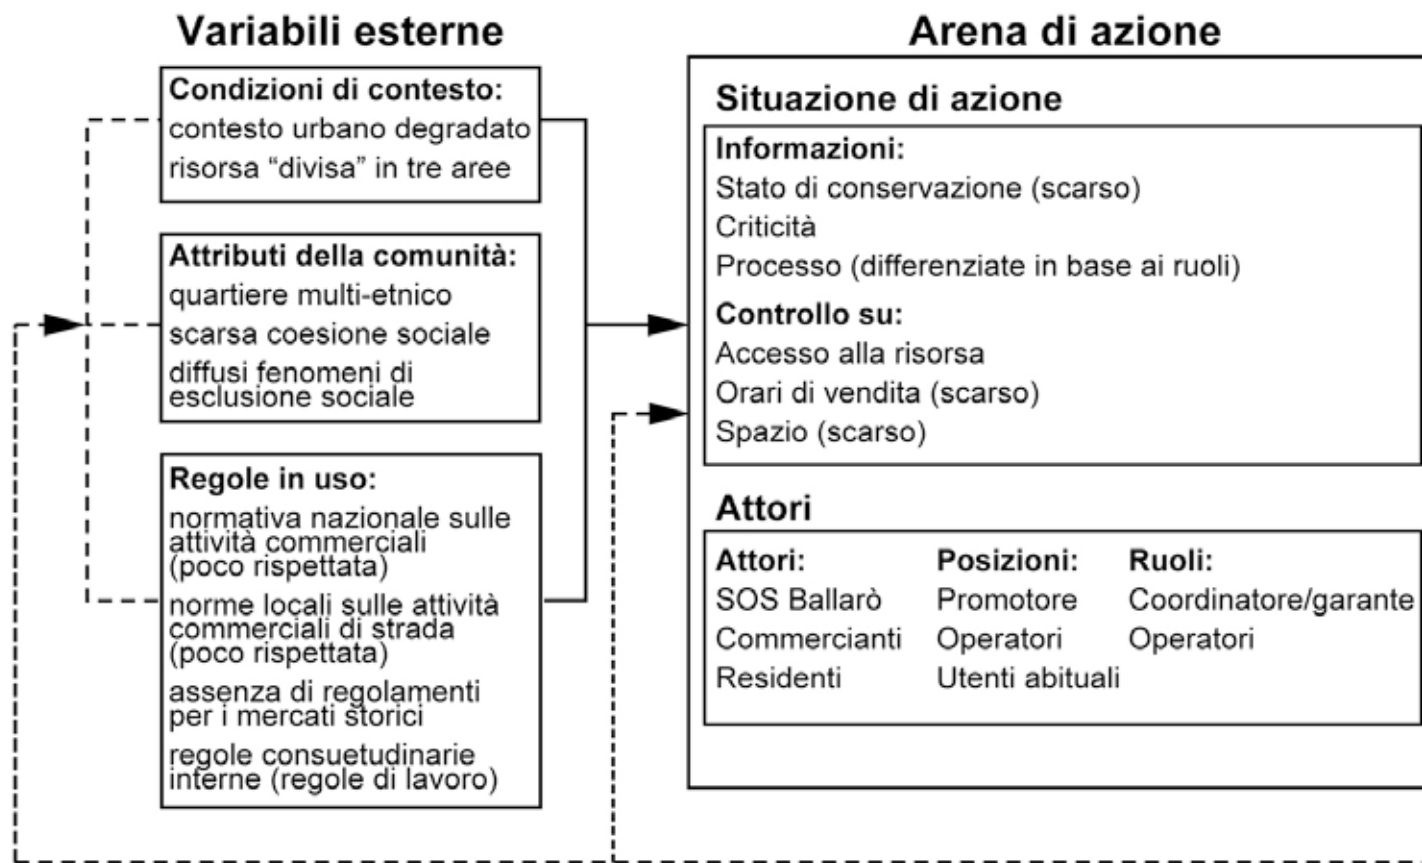 Variabili esterne
Condizioni di contesto:
contesto urbano degradato
risorsa “divisa” in tre aree
Attributi della comunità:
quartiere multi-etnico
scarsa coesione sociale
diffusi fenomeni di
esclusione sociale
Regole in uso:
normativa nazionale sulle
attività commerciali
(poco rispettata)
norme locali sulle attività
commerciali di strada
(poco rispettata)
assenza di regolamenti
per i mercati storici
regole consuetudinarie
interne (regole di lavoro)
Arena di azione
Situazione di azione
Informazioni:
Stato di conservazione (scarso)
Criticità
Processo (differenziate in base ai ruoli)
Controllo su:
Accesso alla risorsa
Orari di vendita (scarso)
Spazio (scarso)
Attori
Attori: Posizioni: Ruoli:
SOS Ballarò Promotore Coordinatore/garante
Commercianti Operatori Operatori
Residenti Utenti abituali